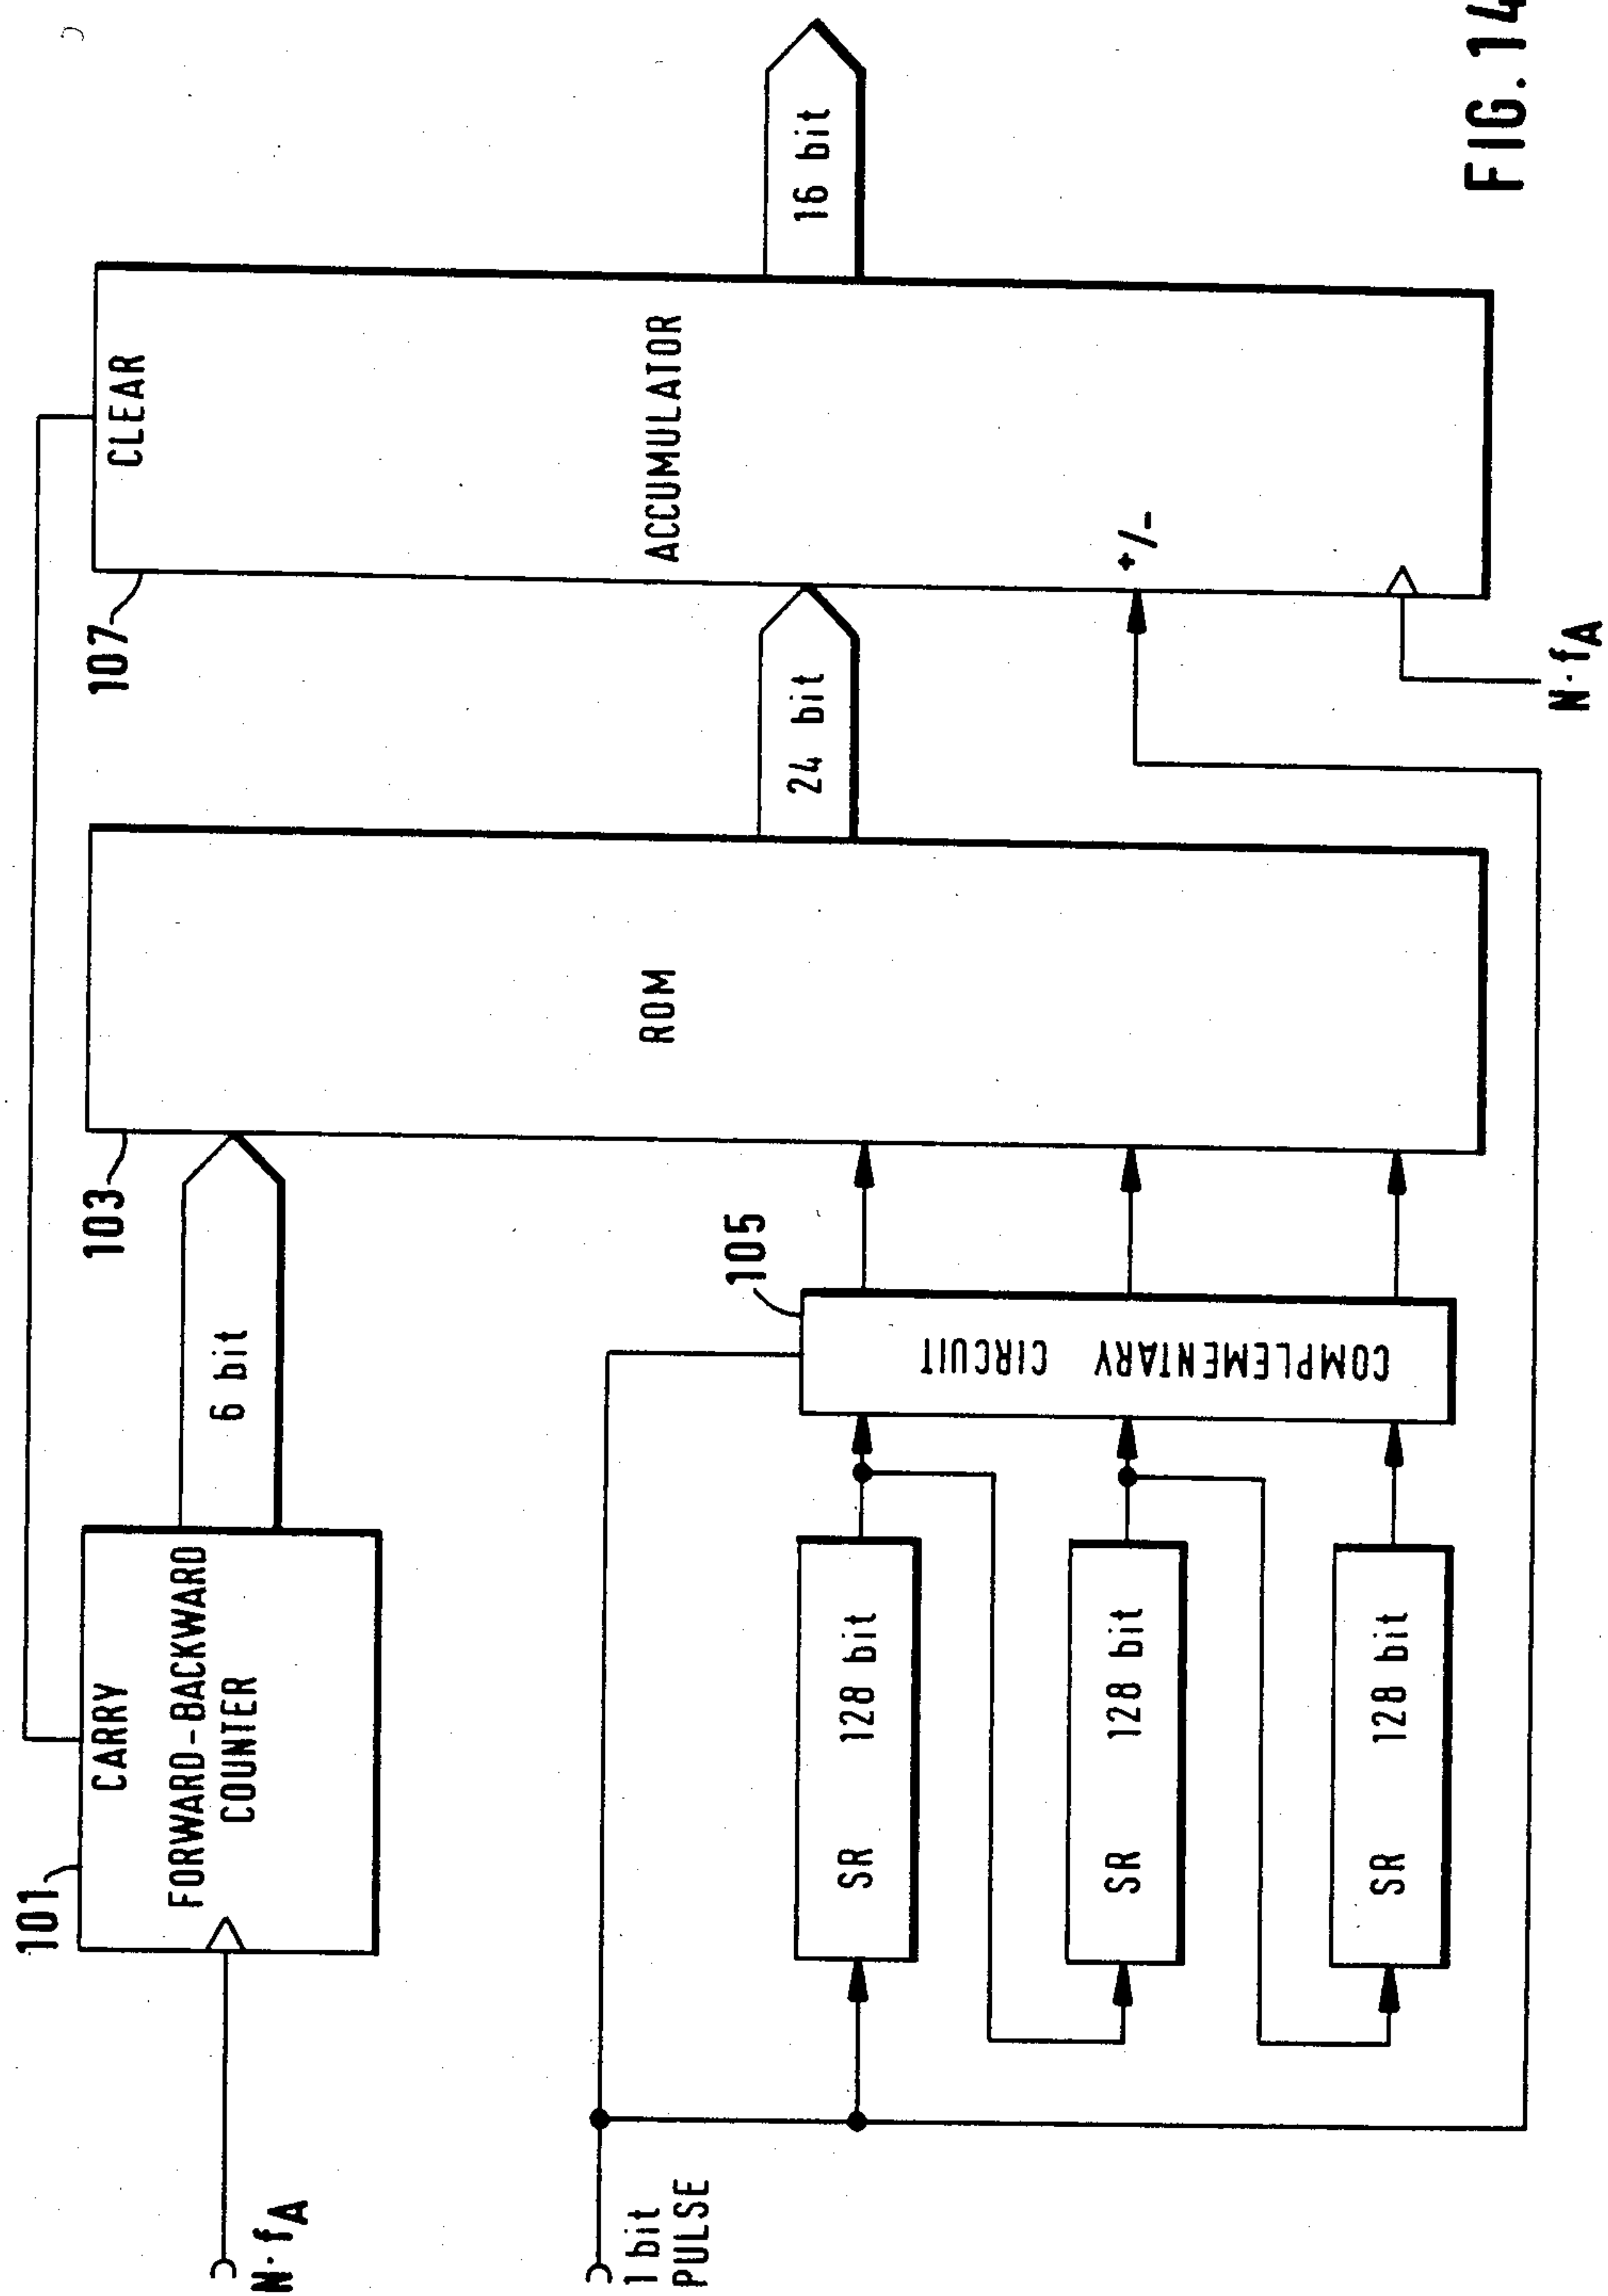 101
CARRY
FORWARD-BACKWARD
COUNTER
N·fA
6 bit
103
ROM
24 bit
107
CLEAR
ACCUMULATOR
+/-
N·fA
16 bit
1 bit
PULSE
SR 128 bit
SR 128 bit
SR 128 bit
105
COMPLEMENTARY CIRCUIT
FIG.14